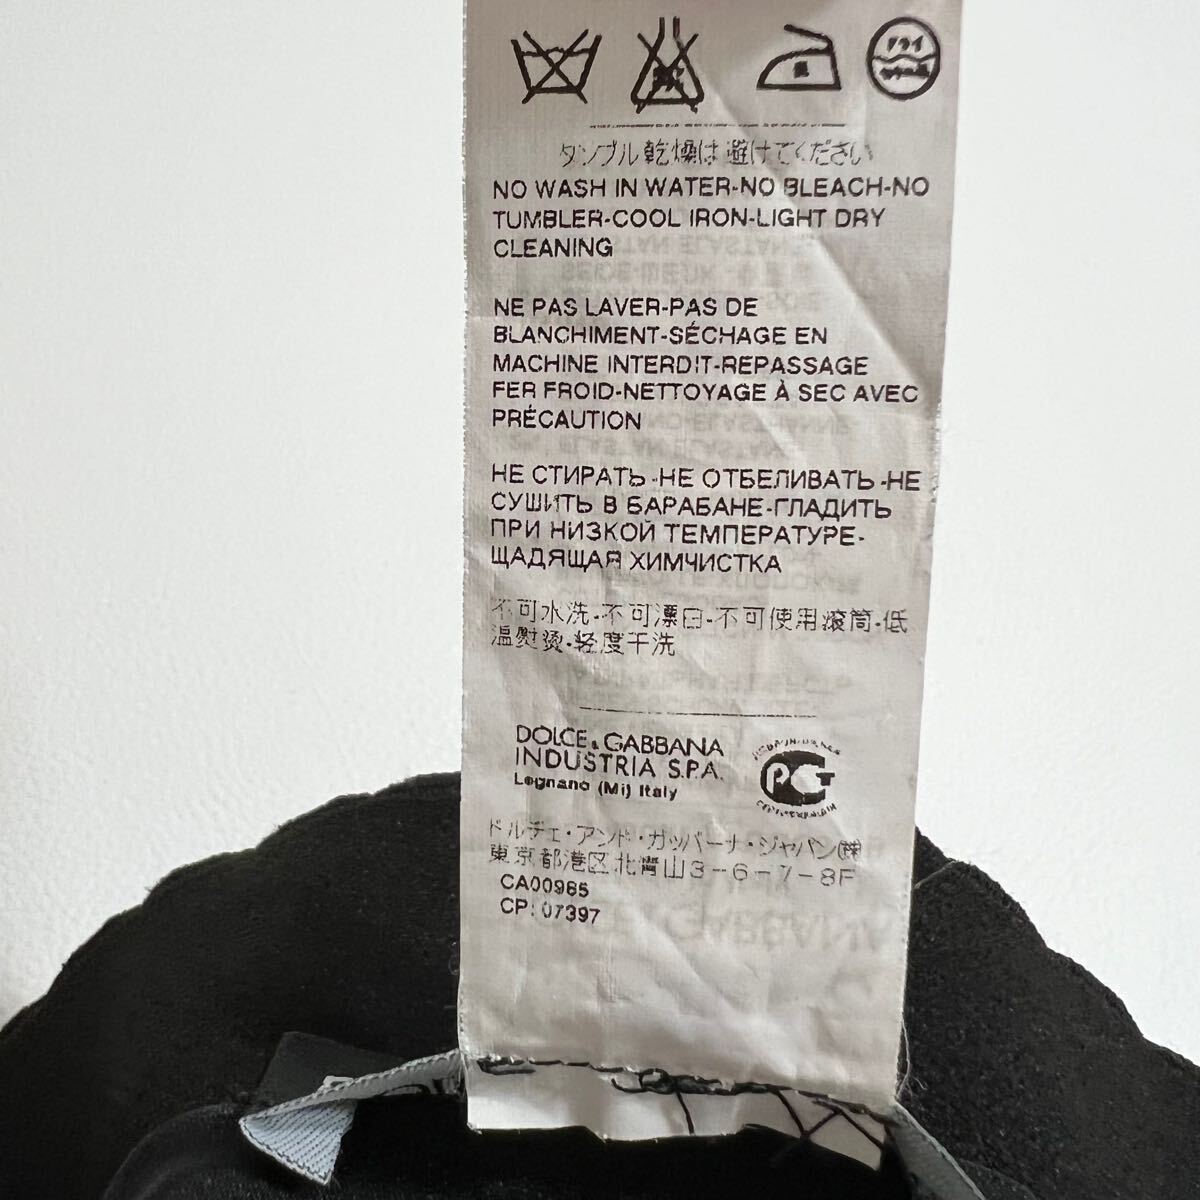 ドライ
タンブル乾燥は避けてください
NO WASH IN WATER-NO BLEACH-NO
TUMBLER-COOL IRON-LIGHT DRY
CLEANING
NE PAS LAVER-PAS DE
BLANCHIMENT-SÉCHAGE EN
MACHINE INTERDIT-REPASSAGE
FER FROID-NETTOYAGE À SEC AVEC
PRÉCAUTION
НЕ СТИРАТЬ-НЕ ОТБЕЛИВАТЬ-НЕ
СУШИТЬ В БАРАБАНЕ-ГЛАДИТЬ
ПРИ НИЗКОЙ ТЕМПЕРАТУРЕ-
ЩАДЯЩАЯ ХИМЧИСТКА
不可水洗-不可漂白-不可使用滚筒-低
温熨烫-轻度干洗
DOLCE & GABBANA
INDUSTRIA S.P.A.
Legnano (Mi) Italy
РСТ
ドルチェ・アンド・ガッバーナ・ジャパン(株)
東京都港区北青山3-6-7-8F
CA00985
CP: 07397